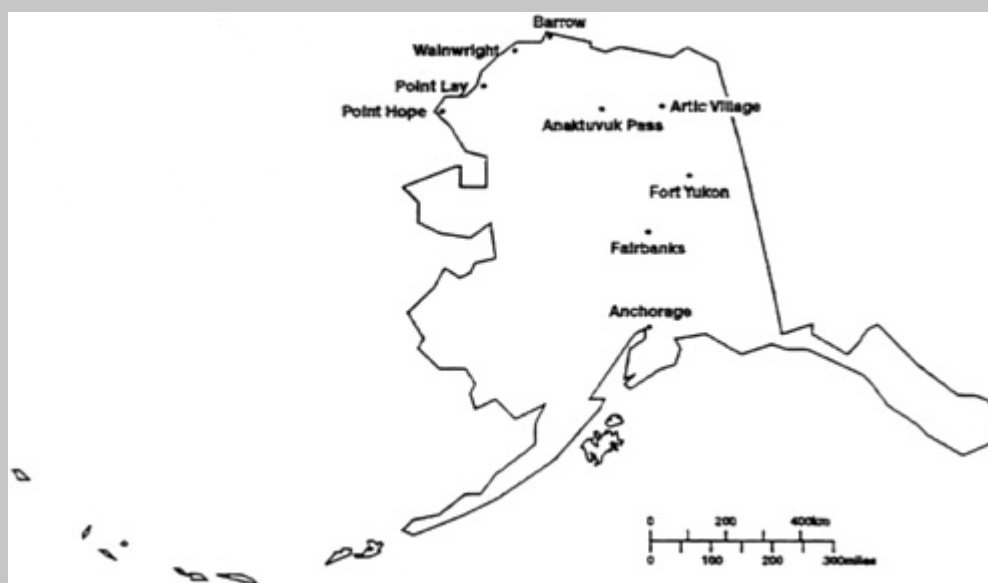 Barrow
Wainwright
Point Lay
Point Hope
Artic Village
Anaktuvuk Pass
Fort Yukon
Fairbanks
Anchorage
0 200 400km
0 100 200 300miles